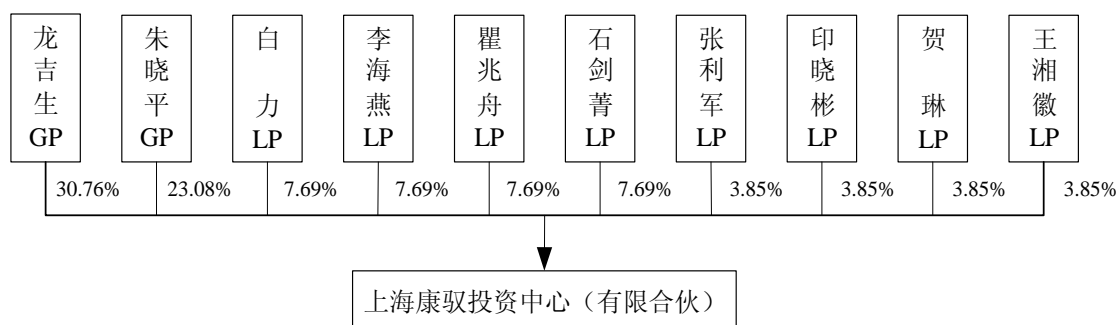 龙吉生 GP
朱晓平 GP
白力 LP
李海燕 LP
瞿兆舟 LP
石剑菁 LP
张利军 LP
印晓彬 LP
贺琳 LP
王湘徽 LP
30.76% 23.08% 7.69% 7.69% 7.69% 7.69% 3.85% 3.85% 3.85% 3.85%
上海康驭投资中心（有限合伙）